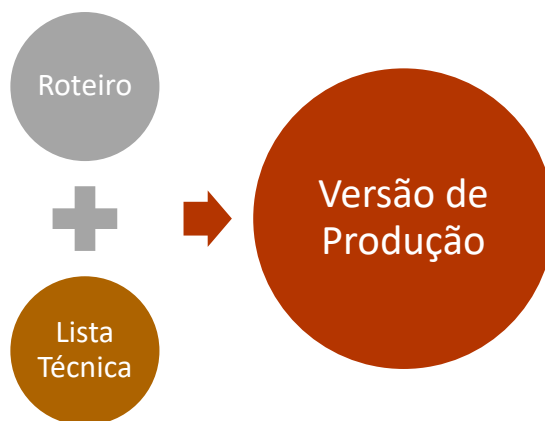 Roteiro
Lista
Técnica
Versão de
Produção